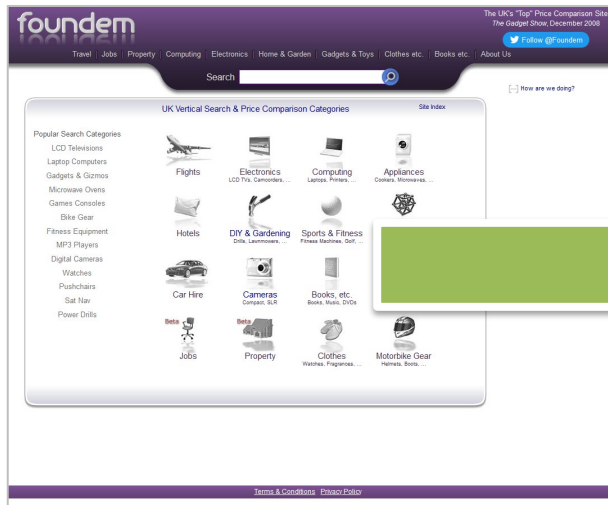 foundem
The UK's "Top" Price Comparison Site
The Gadget Show, December 2008
Follow @Foundem
Travel Jobs Property Computing Electronics Home & Garden Gadgets & Toys Clothes etc. Books etc. About Us
Search
[-–] How are we doing?
UK Vertical Search & Price Comparison Categories
Site Index
Popular Search Categories
LCD Televisions
Laptop Computers
Gadgets & Gizmos
Microwave Ovens
Games Consoles
Bike Gear
Fitness Equipment
MP3 Players
Digital Cameras
Watches
Pushchairs
Sat Nav
Power Drills
Flights
Electronics
LCD TVs, Camcorders, ...
Computing
Laptops, Printers, ...
Appliances
Cookers, Microwaves, ...
Hotels
DIY & Gardening
Drills, Lawnmowers, ...
Sports & Fitness
Fitness Machines, Golf, ...
Car Hire
Cameras
Compact, SLR
Books, etc.
Books, Music, DVDs
Beta
Jobs
Beta
Property
Clothes
Watches, Fragrances, ...
Motorbike Gear
Helmets, Boots, ...
Terms & Conditions Privacy Policy